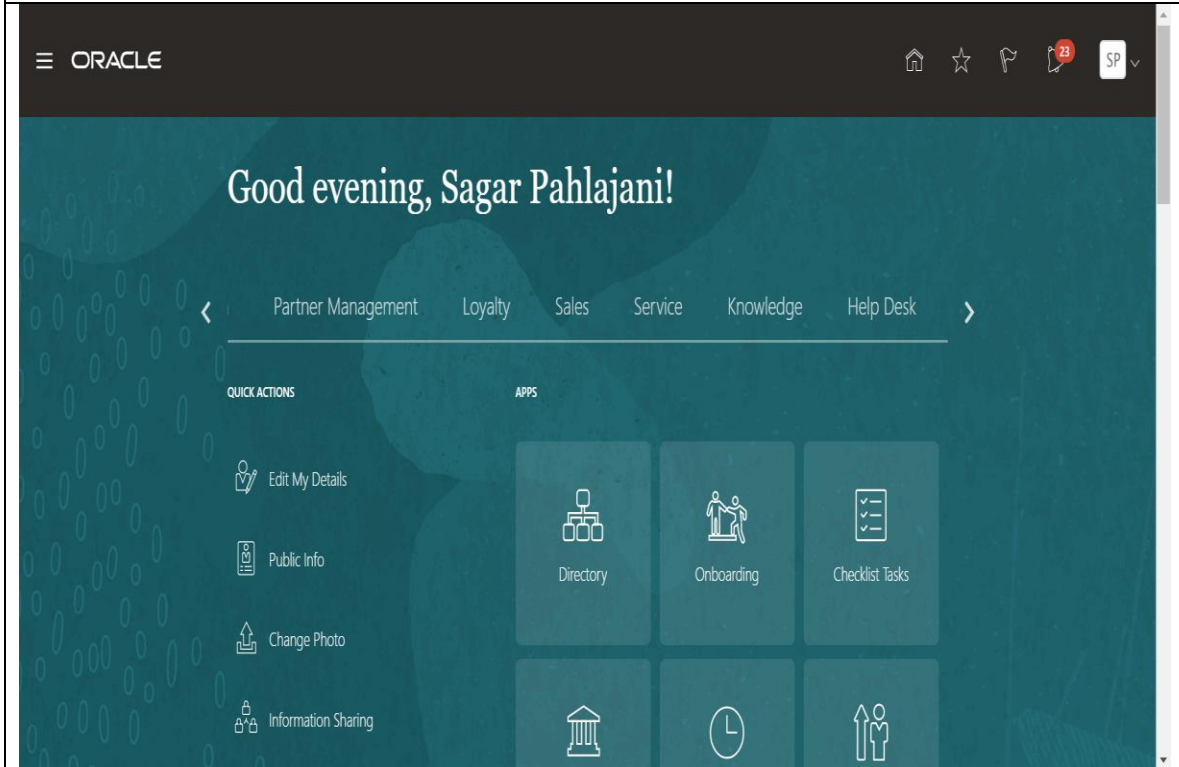 ORACLE
23
SP
Good evening, Sagar Pahlajani!
Partner Management Loyalty Sales Service Knowledge Help Desk
QUICK ACTIONS
APPS
Edit My Details
Public Info
Change Photo
Information Sharing
Directory
Onboarding
Checklist Tasks